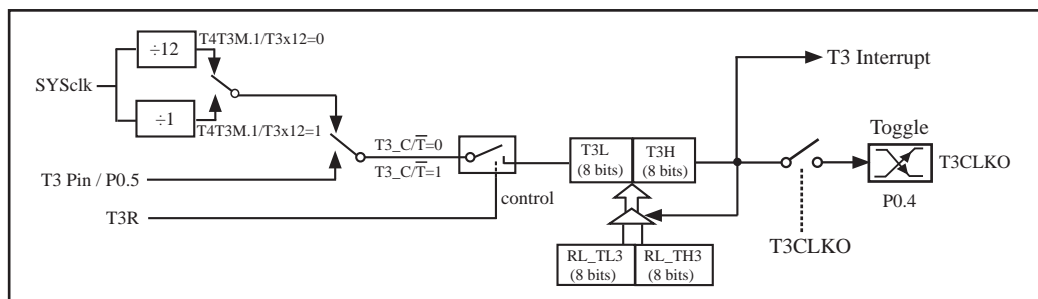 ÷12
T4T3M.1/T3x12=0
SYSclk
÷1
T4T3M.1/T3x12=1
T3 Pin / P0.5
T3R
T3_C/T̅=0
T3_C/T̅=1
control
T3L
(8 bits)
T3H
(8 bits)
RL_TL3
(8 bits)
RL_TH3
(8 bits)
T3 Interrupt
Toggle
T3CLKO
P0.4
T3CLKO